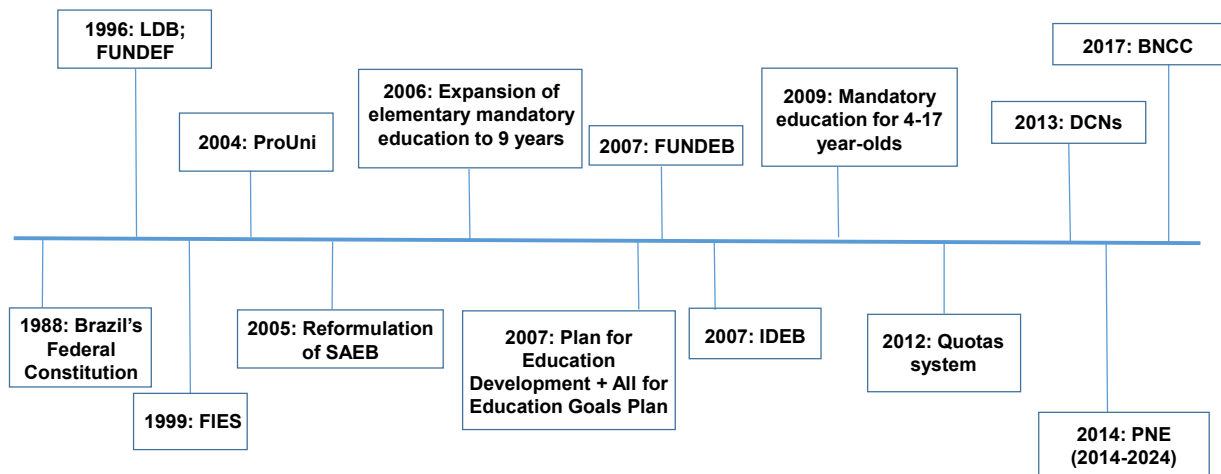 1996: LDB;
FUNDEF
2017: BNCC
2006: Expansion of
elementary mandatory
education to 9 years
2009: Mandatory
education for 4-17
year-olds
2013: DCNs
2004: ProUni
2007: FUNDEB
1988: Brazil's
Federal
Constitution
2005: Reformulation
of SAEB
2007: Plan for
Education
Development + All for
Education Goals Plan
2007: IDEB
2012: Quotas
system
1999: FIES
2014: PNE
(2014-2024)